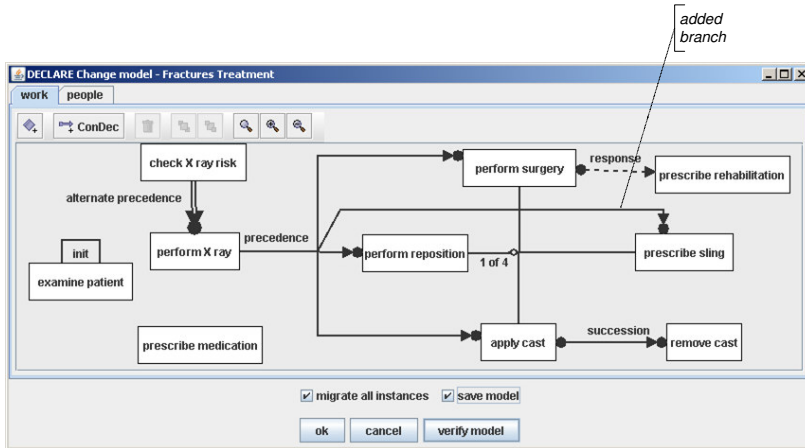 added
branch
DECLARE Change model - Fractures Treatment
work people
ConDec
check X ray risk
perform surgery
response
prescribe rehabilitation
alternate precedence
init
perform X ray
precedence
perform reposition
1 of 4
prescribe sling
examine patient
prescribe medication
apply cast
succession
remove cast
migrate all instances
save model
ok
cancel
verify model